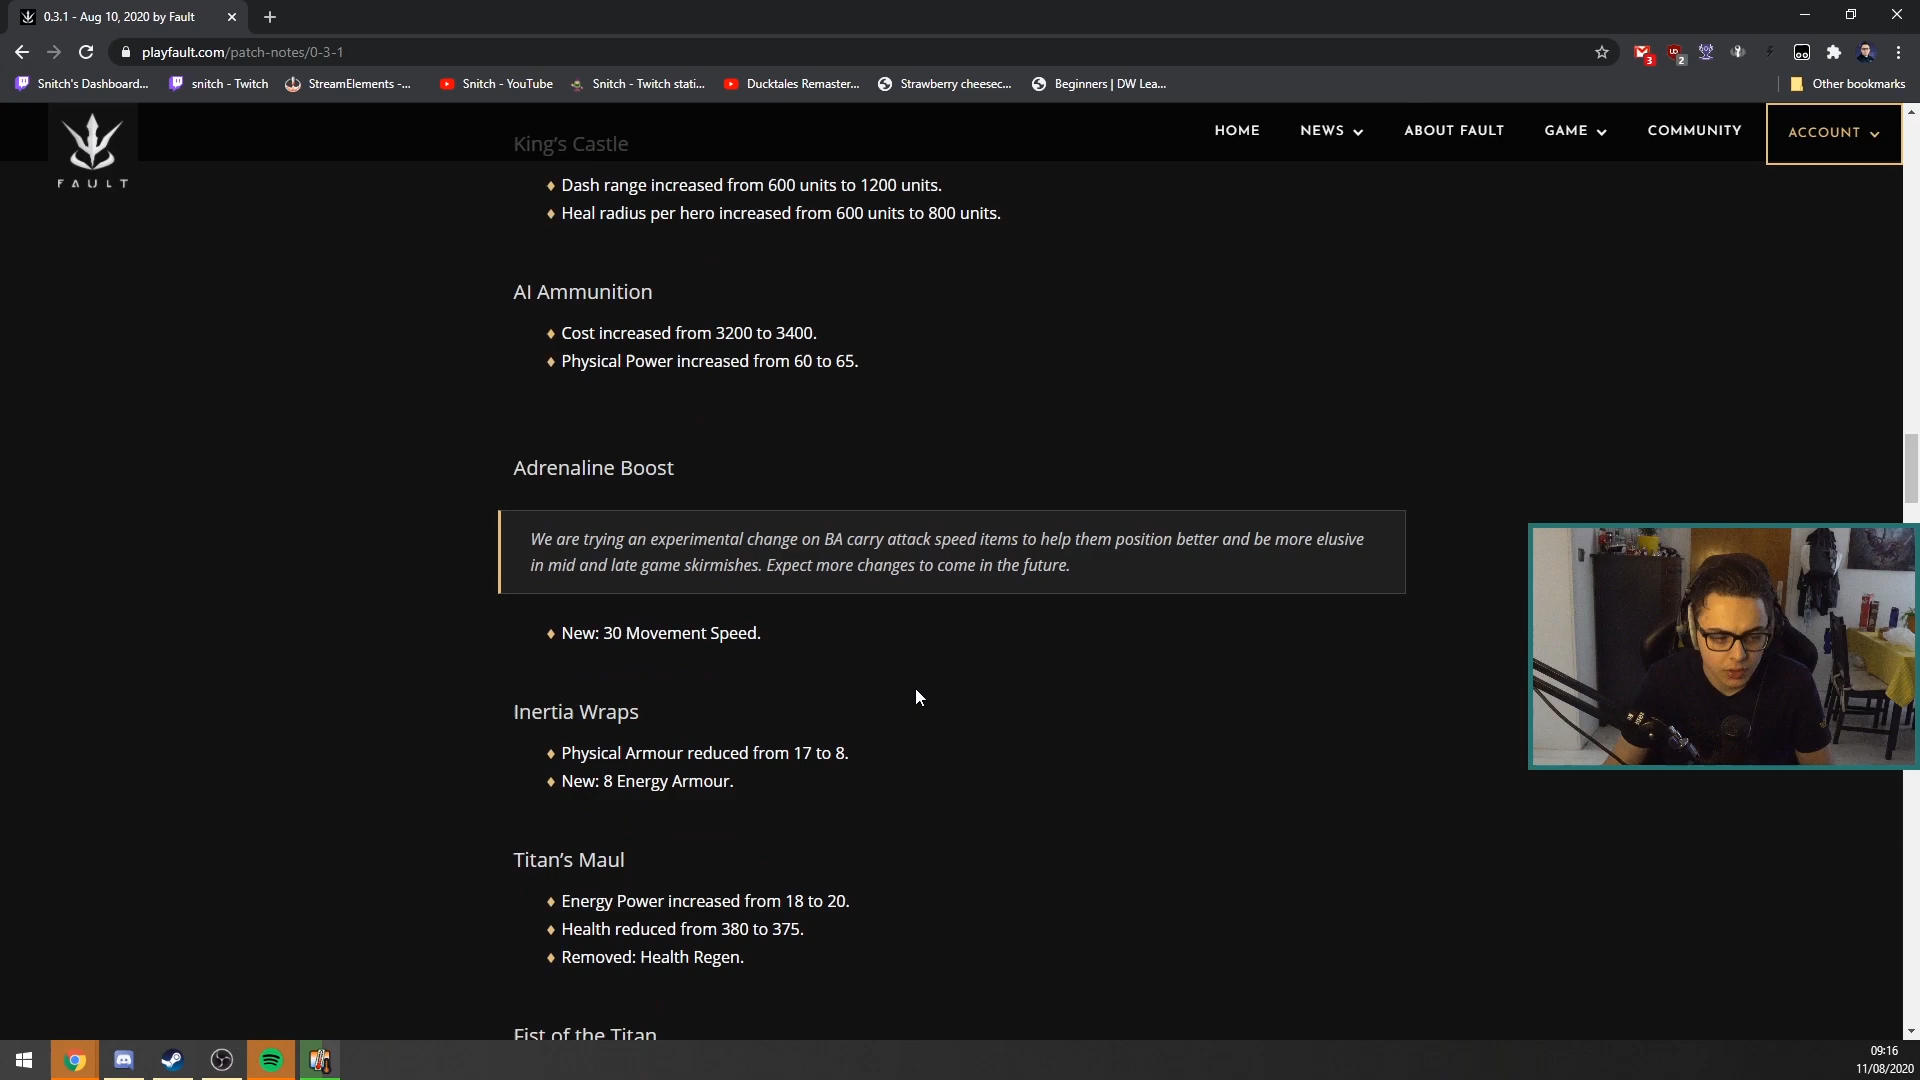 0.3.1 - Aug 10, 2020 by Fault
playfault.com/patch-notes/0-3-1
3
2
Snitch's Dashboard...
snitch - Twitch
StreamElements -...
Snitch - YouTube
Snitch - Twitch stati...
Ducktales Remaster...
Strawberry cheesec...
Beginners | DW Lea...
Other bookmarks
FAULT
HOME
NEWS
ABOUT FAULT
GAME
COMMUNITY
ACCOUNT
King's Castle
Dash range increased from 600 units to 1200 units.
Heal radius per hero increased from 600 units to 800 units.
AI Ammunition
Cost increased from 3200 to 3400.
Physical Power increased from 60 to 65.
Adrenaline Boost
We are trying an experimental change on BA carry attack speed items to help them position better and be more elusive
in mid and late game skirmishes. Expect more changes to come in the future.
New: 30 Movement Speed.
Inertia Wraps
Physical Armour reduced from 17 to 8.
New: 8 Energy Armour.
Titan's Maul
Energy Power increased from 18 to 20.
Health reduced from 380 to 375.
Removed: Health Regen.
Fist of the Titan
09:16
11/08/2020